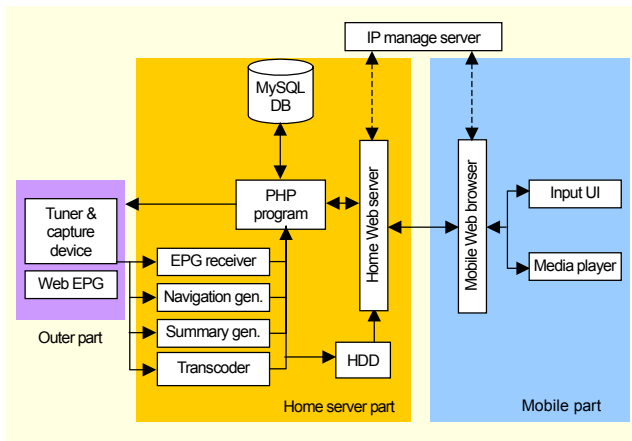 IP manage server
MySQL
DB
PHP
program
Home Web server
Mobile Web browser
Input UI
Media player
Tuner &
capture
device
Web EPG
Outer part
EPG receiver
Navigation gen.
Summary gen.
Transcoder
HDD
Home server part
Mobile part